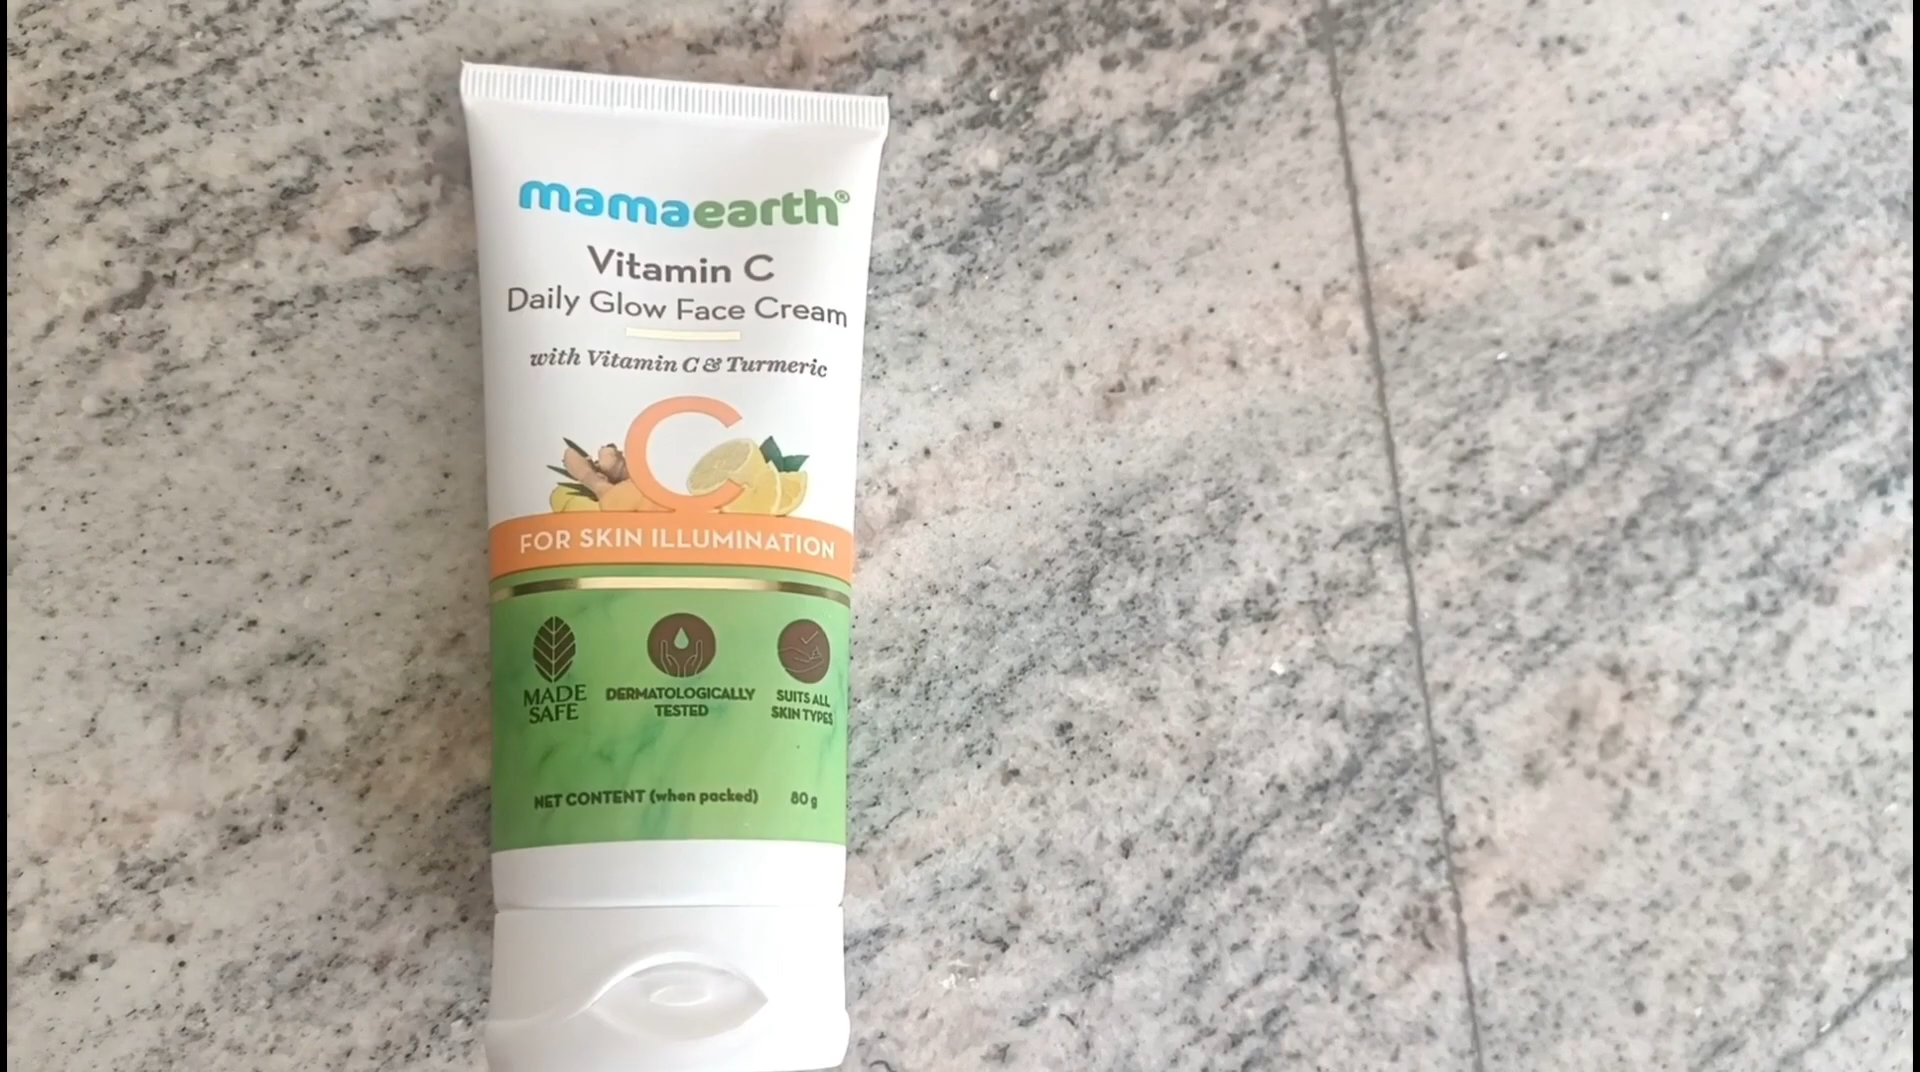 mamaearth®
Vitamin C
Daily Glow Face Cream
with Vitamin C & Turmeric
C
FOR SKIN ILLUMINATION
MADE SAFE
DERMATOLOGICALLY TESTED
SUITS ALL SKIN TYPES
NET CONTENT (when packed) 80 g